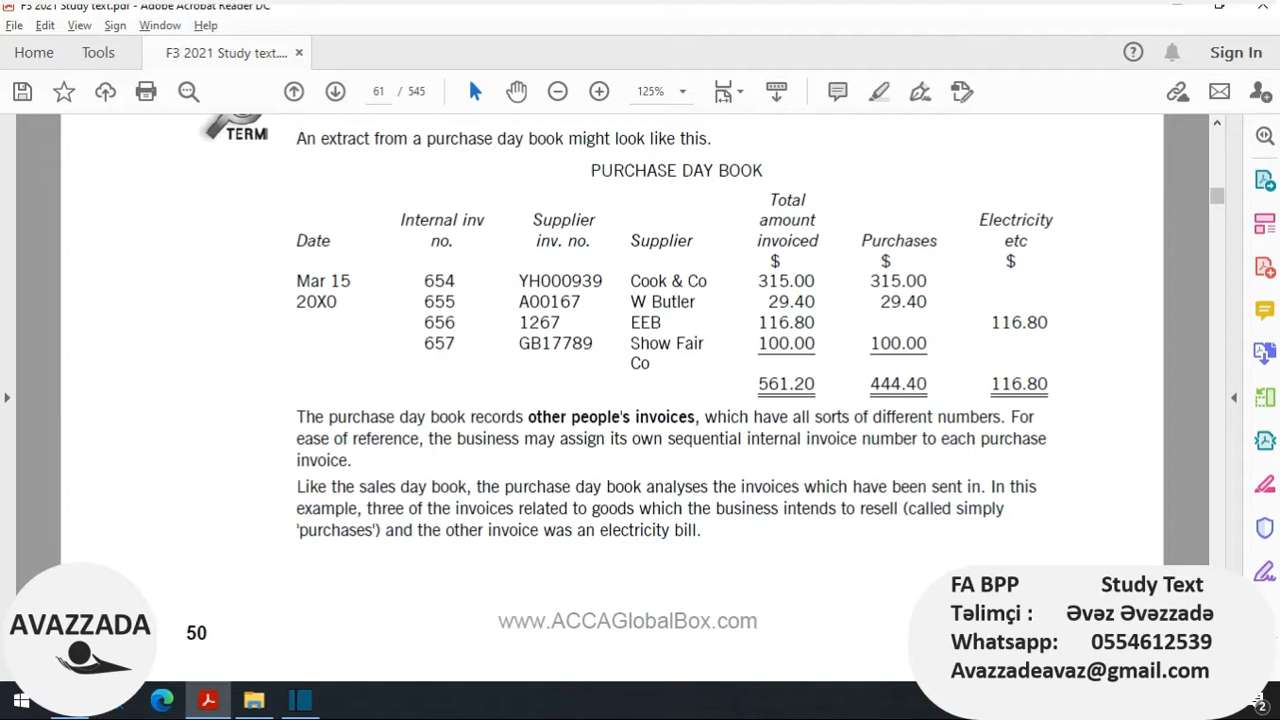 F3 2021 Study text.pdf - Adobe Acrobat Reader DC
File Edit View Sign Window Help
Home Tools F3 2021 Study text.... × Sign In
61 / 545 125%
TERM
An extract from a purchase day book might look like this.
PURCHASE DAY BOOK
Total
Internal inv Supplier amount Electricity
Date no. inv. no. Supplier invoiced Purchases etc
$ $ $
Mar 15 654 YH000939 Cook & Co 315.00 315.00
20X0 655 A00167 W Butler 29.40 29.40
656 1267 EEB 116.80 116.80
657 GB17789 Show Fair 100.00 100.00
Co
561.20 444.40 116.80
The purchase day book records other people's invoices, which have all sorts of different numbers. For
ease of reference, the business may assign its own sequential internal invoice number to each purchase
invoice.
Like the sales day book, the purchase day book analyses the invoices which have been sent in. In this
example, three of the invoices related to goods which the business intends to resell (called simply
'purchases') and the other invoice was an electricity bill.
50
www.ACCAGlobalBox.com
AVAZZADA
FA BPP Study Text
Təlimçi : Əvəz Əvəzzadə
Whatsapp: 0554612539
Avazzadeavaz@gmail.com
2